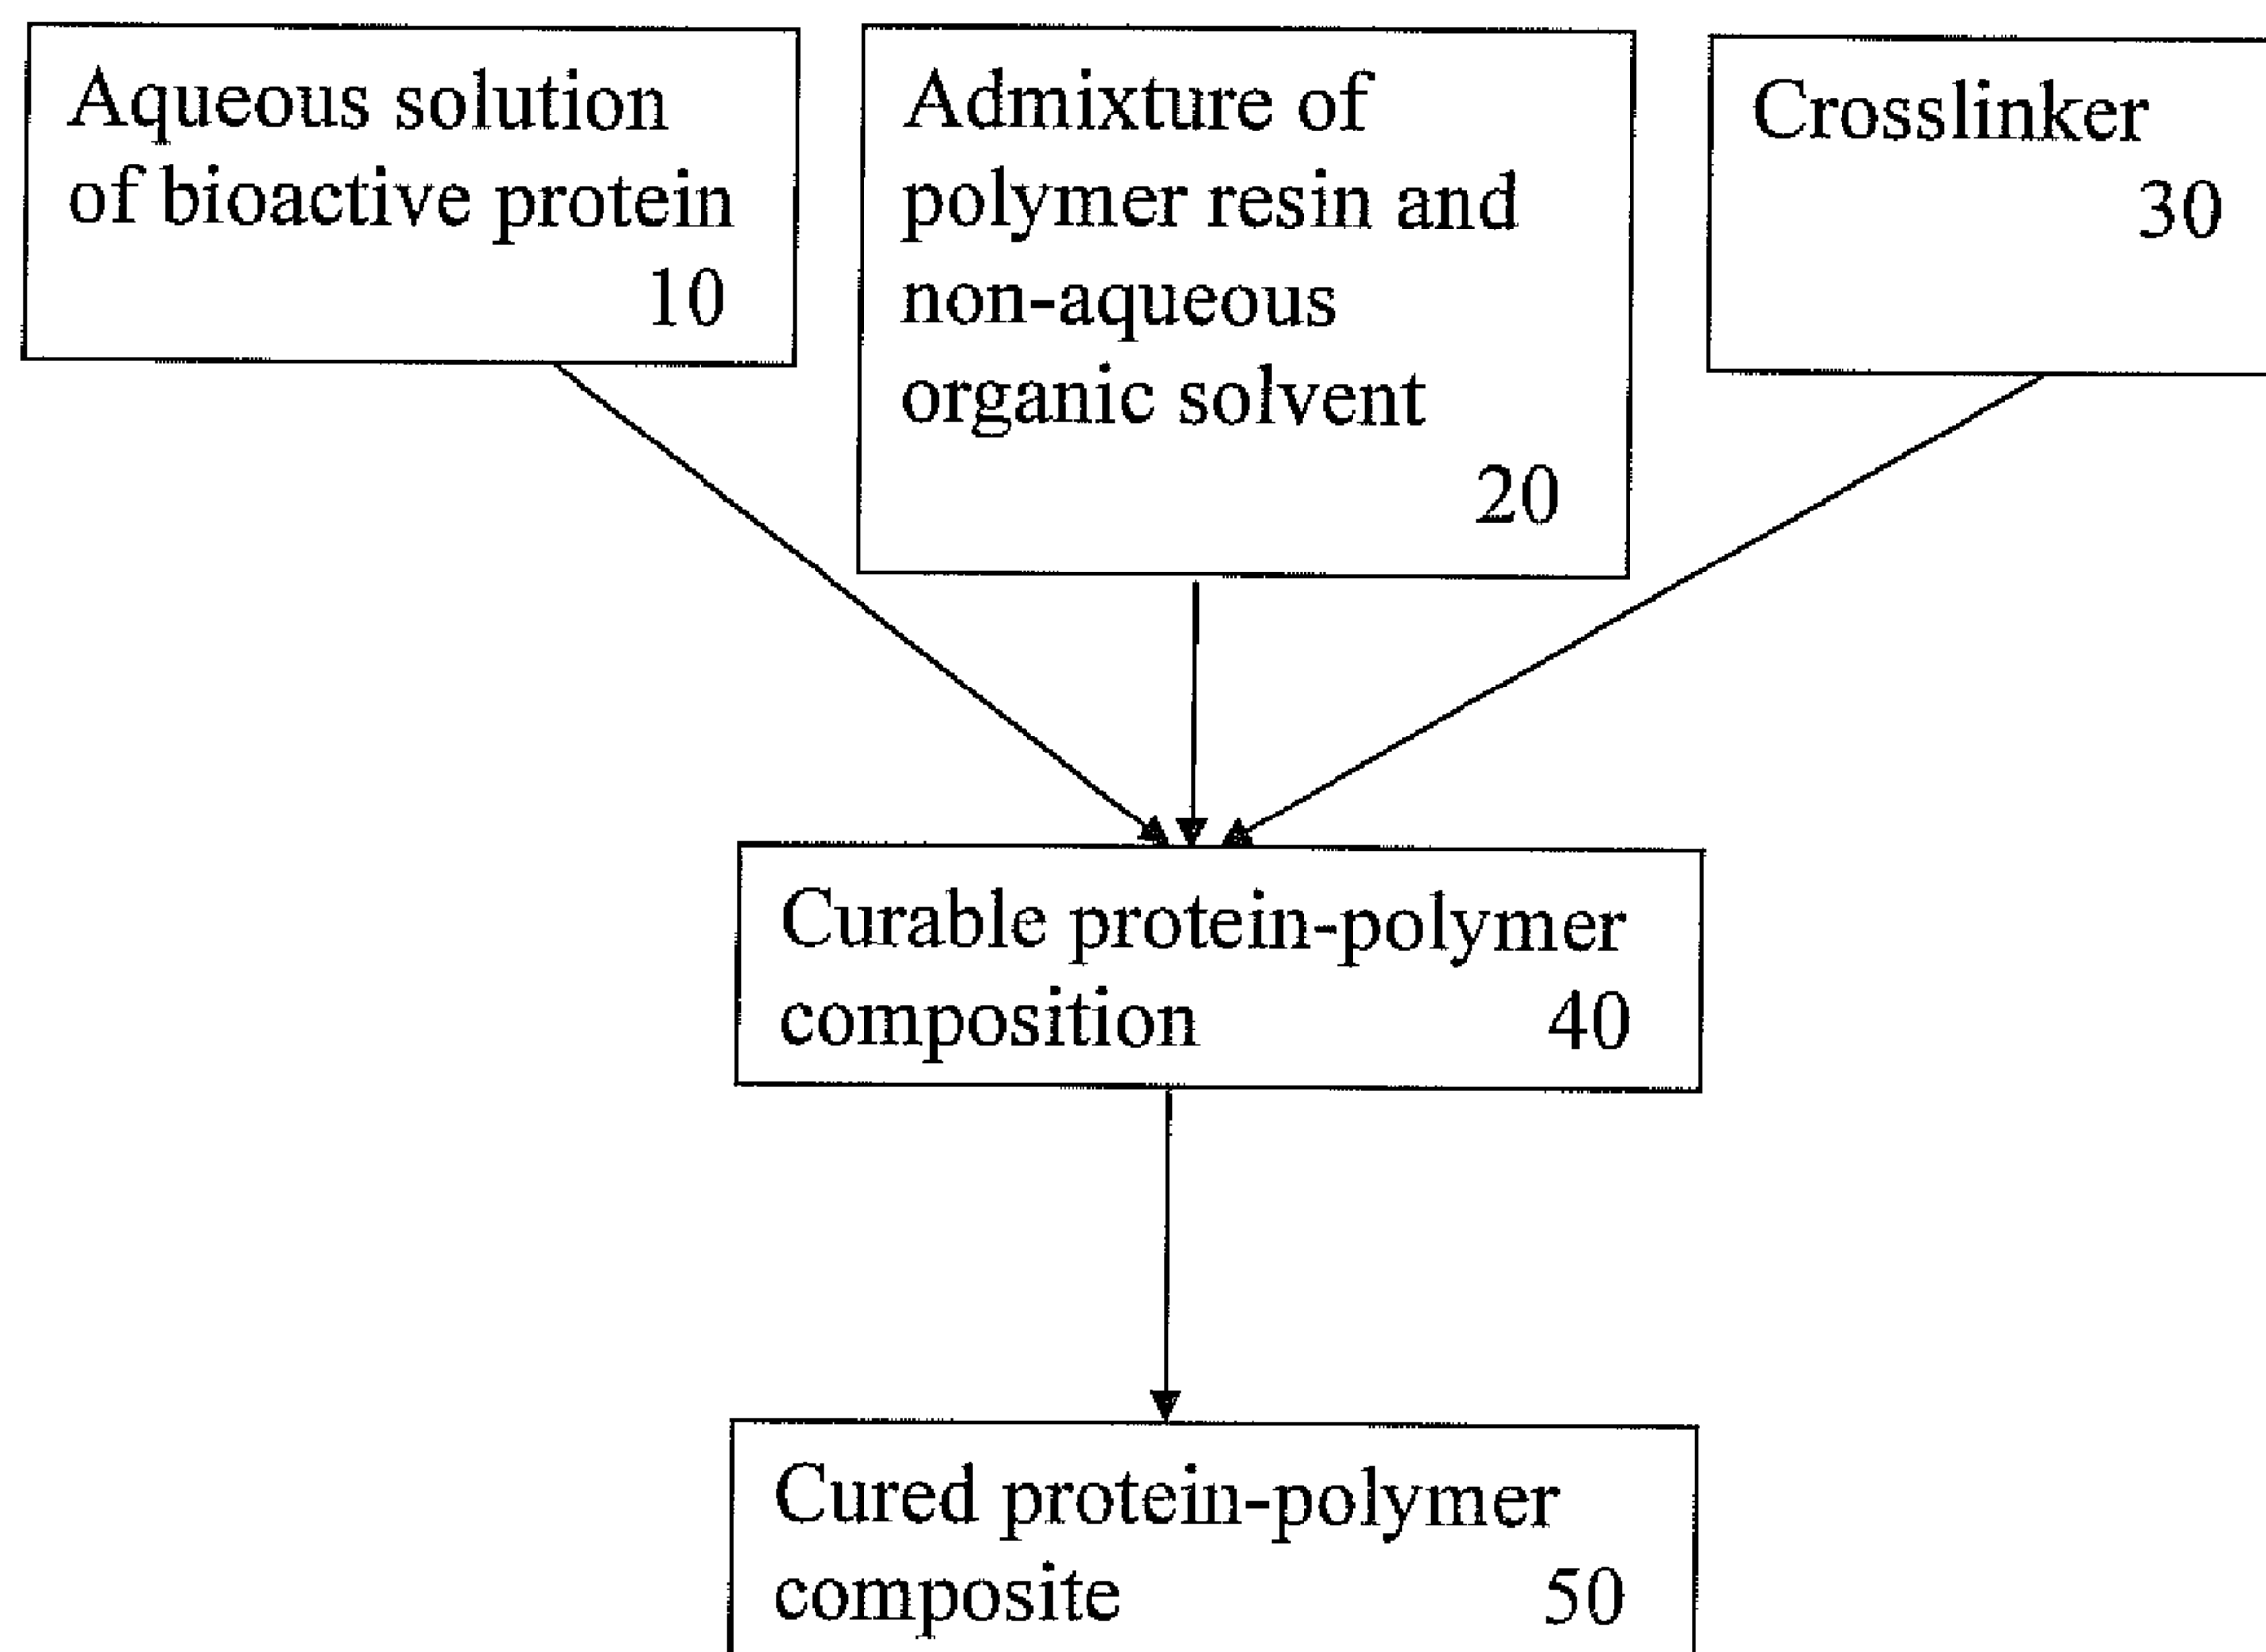 Aqueous solution
of bioactive protein
10
Admixture of
polymer resin and
non-aqueous
organic solvent
20
Crosslinker
30
Curable protein-polymer
composition 40
Cured protein-polymer
composite 50